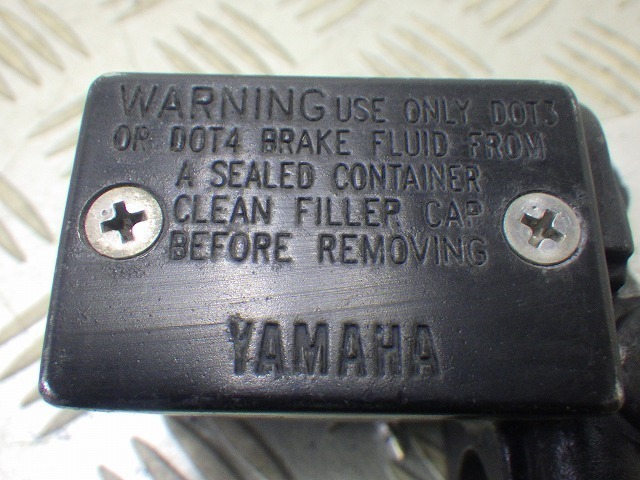 WARNING USE ONLY DOT3
OR DOT4 BRAKE FLUID FROM
A SEALED CONTAINER
CLEAN FILLER CAP
BEFORE REMOVING
YAMAHA